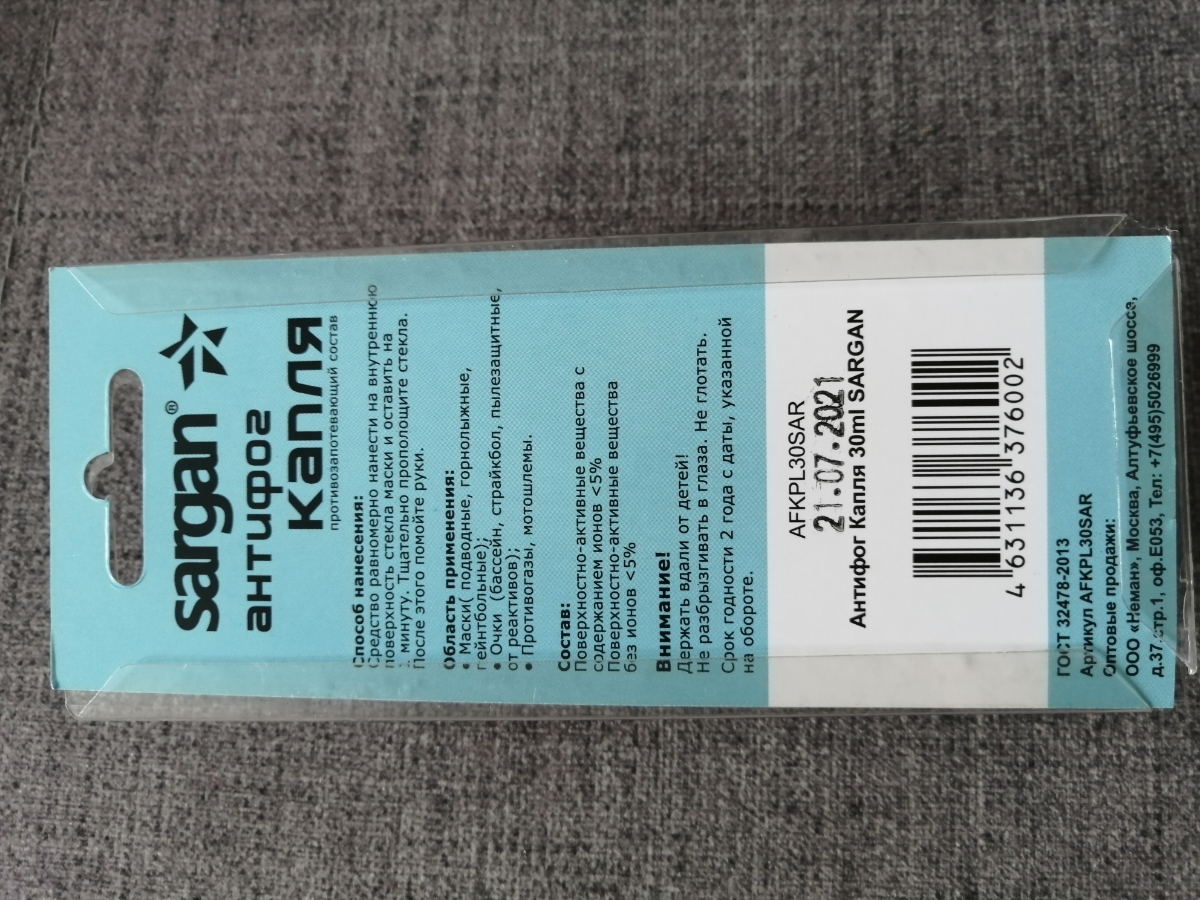 sargan®
антифог
Капля
противозапотевающий состав
Способ нанесения:
Средство равномерно нанести на внутреннюю
поверхность стекла маски и оставить на
минуту. Тщательно прополощите стекла.
После этого помойте руки.
Область применения:
• Маски( подводные, горнолыжные,
пейнтбольные);
• Очки (бассейн, страйкбол, пылезащитные,
от реактивов);
• Противогазы, мотошлемы.
Состав:
Поверхностно-активные вещества с
содержанием ионов <5%
Поверхностно-активные вещества
без ионов <5%
Внимание!
Держать вдали от детей!
Не разбрызгивать в глаза. Не глотать.
Срок годности 2 года с даты, указанной
на обороте.
AFKPL30SAR
21.07.2021
Антифог Капля 30ml SARGAN
4 631136 376002
ГОСТ 32478-2013
Артикул AFKPL30SAR
Оптовые продажи:
ООО «Неман», Москва, Алтуфьевское шоссе,
д.37.стр.1, оф.Е053, Тел: +7(495)5026999